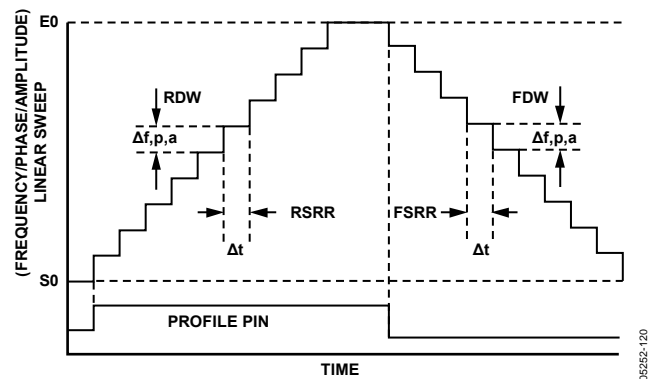 (FREQUENCY/PHASE/AMPLITUDE)
LINEAR SWEEP
E0
RDW
FDW
Δf,p,a
Δf,p,a
RSRR
FSRR
Δt
Δt
S0
PROFILE PIN
TIME
05252-120